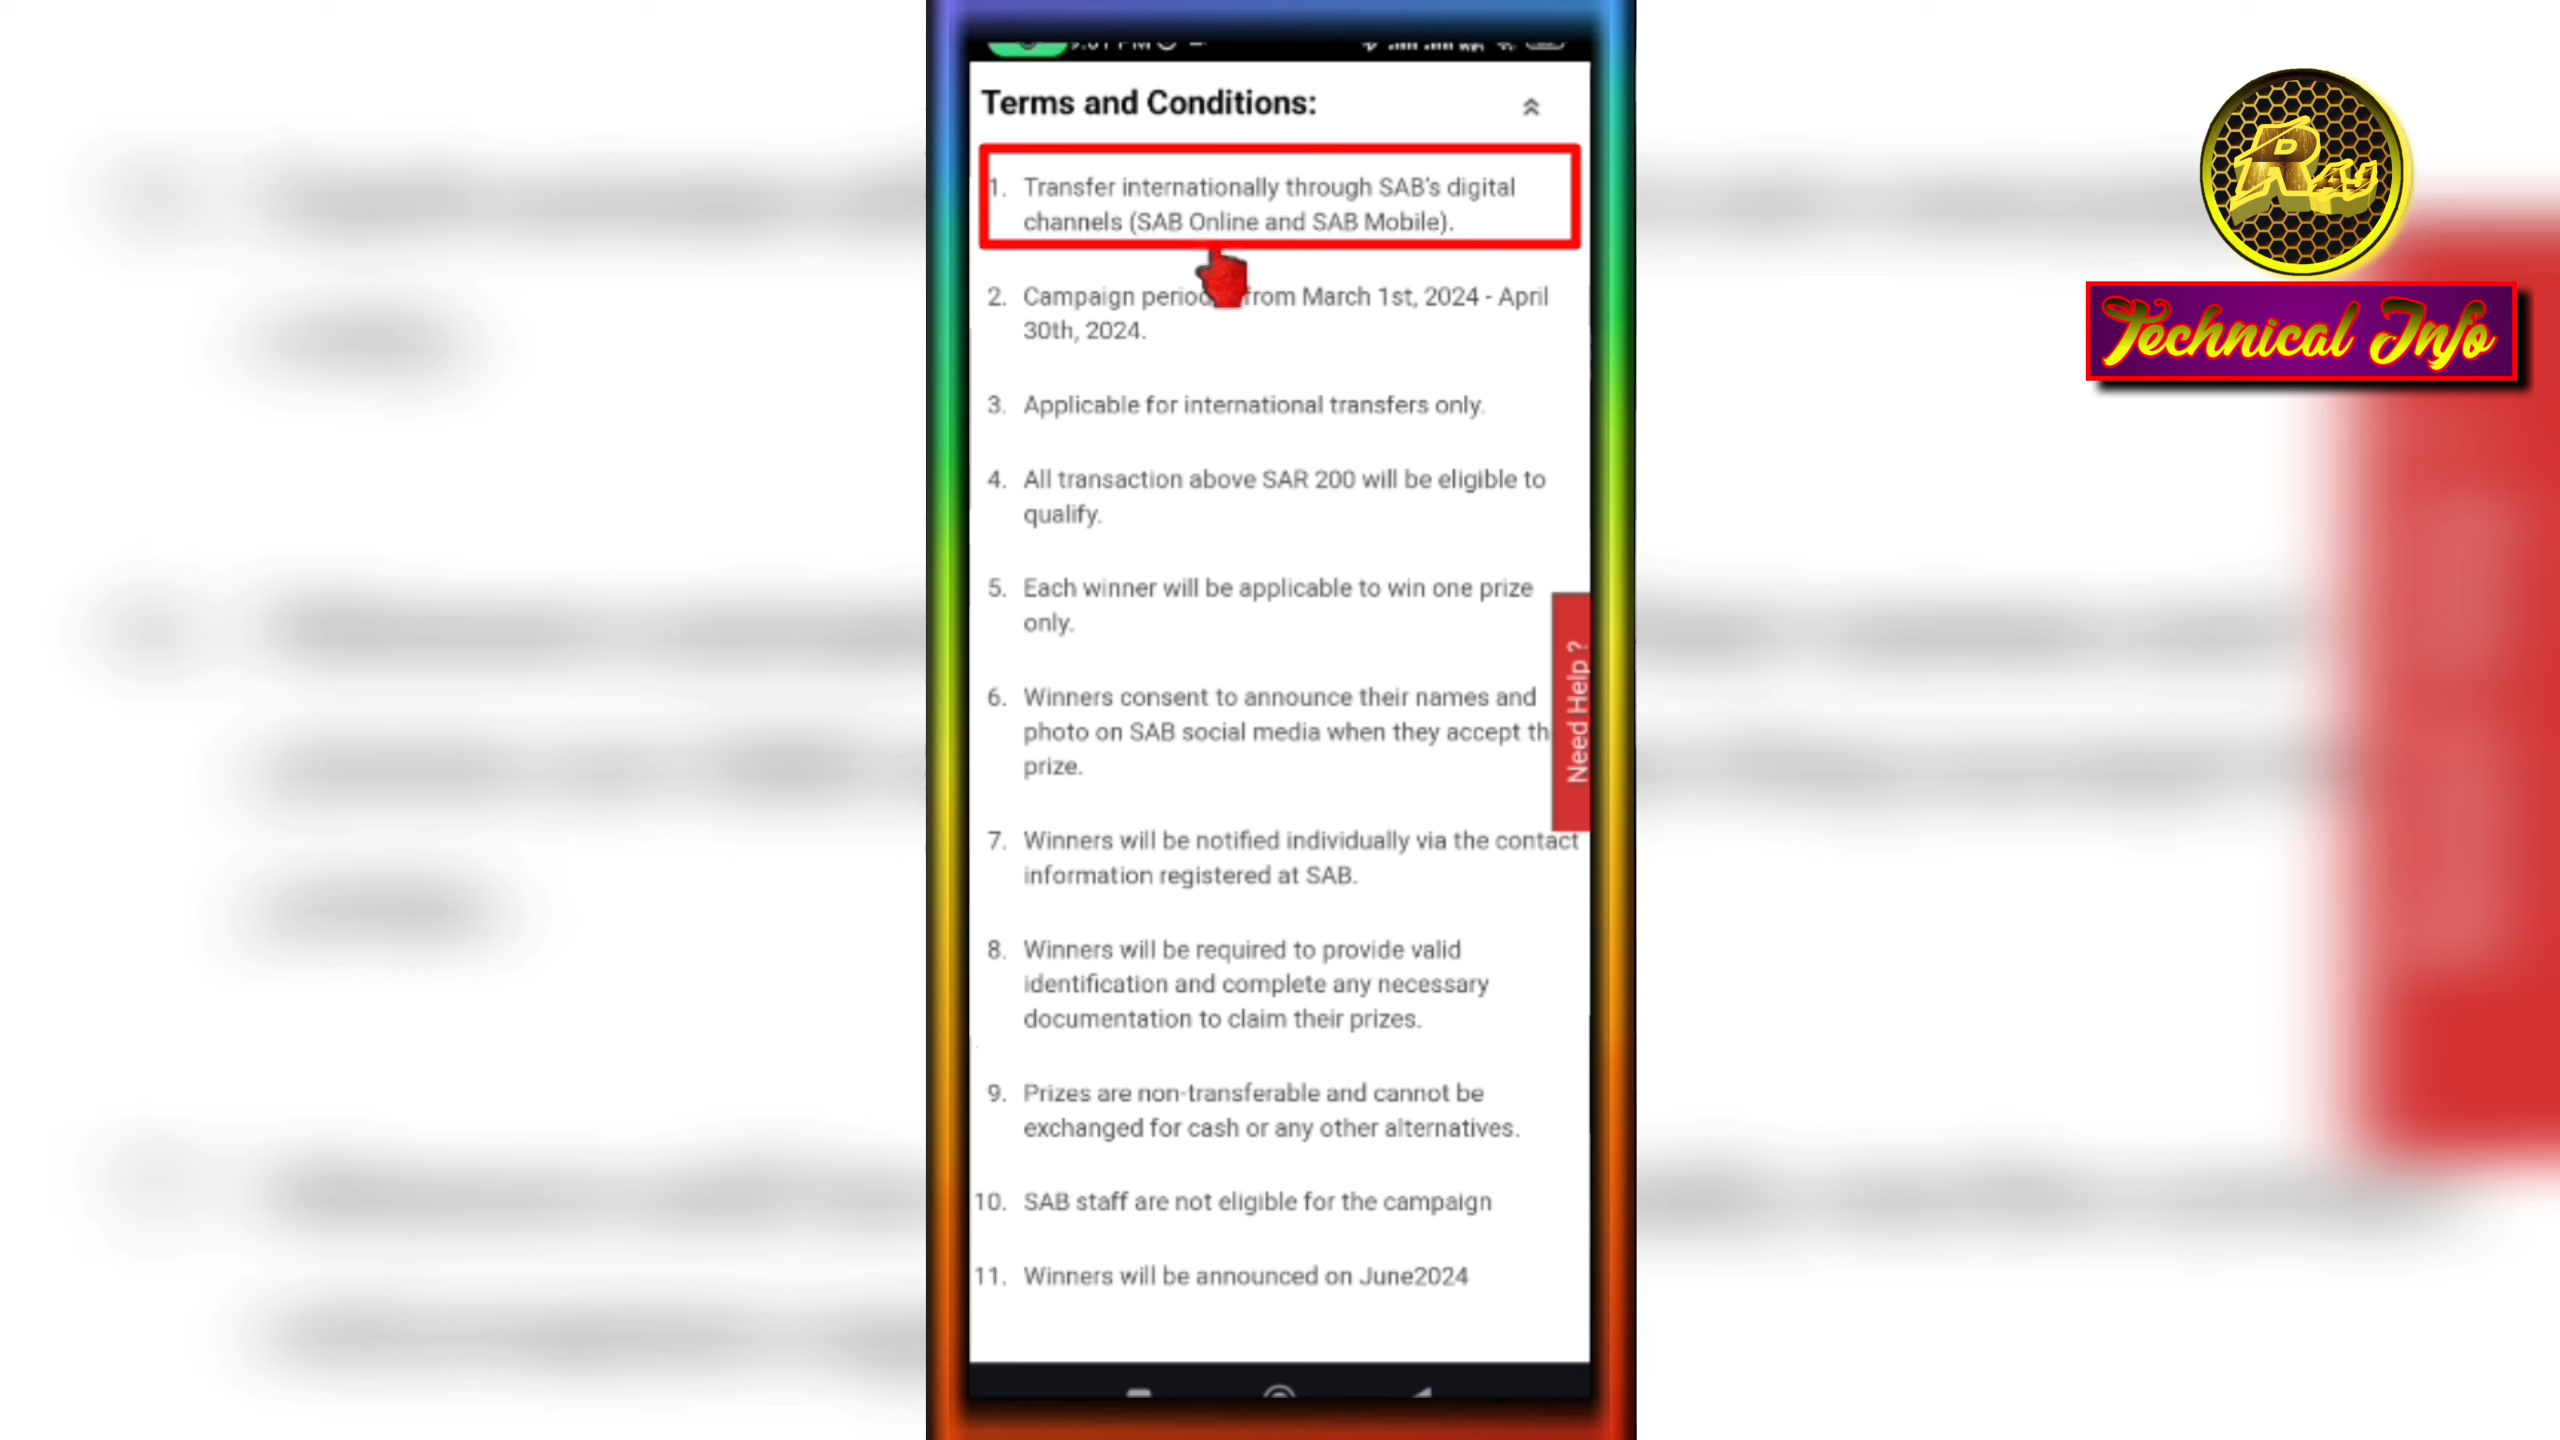 Terms and Conditions:
1. Transfer internationally through SAB's digital
channels (SAB Online and SAB Mobile).
2. Campaign from March 1st, 2024 - April
30th, 2024.
3. Applicable for international transfers only.
4. All transaction above SAR 200 will be eligible to
qualify.
5. Each winner will be applicable to win one prize
only.
6. Winners consent to announce their names and
photo on SAB social media when they accept th
prize.
Need Help ?
7. Winners will be notified individually via the contact
information registered at SAB.
8. Winners will be required to provide valid
identification and complete any necessary
documentation to claim their prizes.
9. Prizes are non-transferable and cannot be
exchanged for cash or any other alternatives.
10. SAB staff are not eligible for the campaign
11. Winners will be announced on June2024
Technical Info